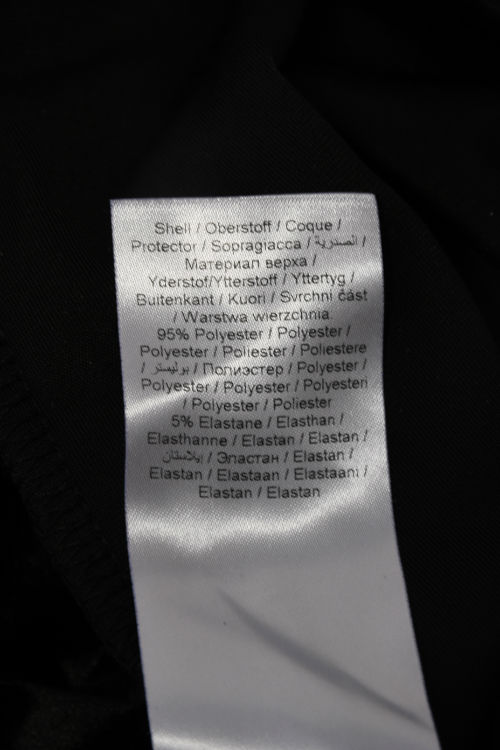 Shell / Oberstoff / Coque /
Protector / Sopragiacca / الصدرية /
Материал верха /
Yderstof/Ytterstoff / Yttertyg /
Buitenkant / Kuori / Svrchní část
/ Warstwa wierzchnia:
95% Polyester / Polyester /
Polyester / Poliester / Poliestere
/ بوليستر / Полиэстер / Polyester /
Polyester / Polyester / Polyesteri
/ Polyester / Poliester
5% Elastane / Elasthan /
Elasthanne / Elastan / Elastan /
إيلاستان / Эластан / Elastan /
Elastan / Elastaan / Elastaani /
Elastan / Elastan